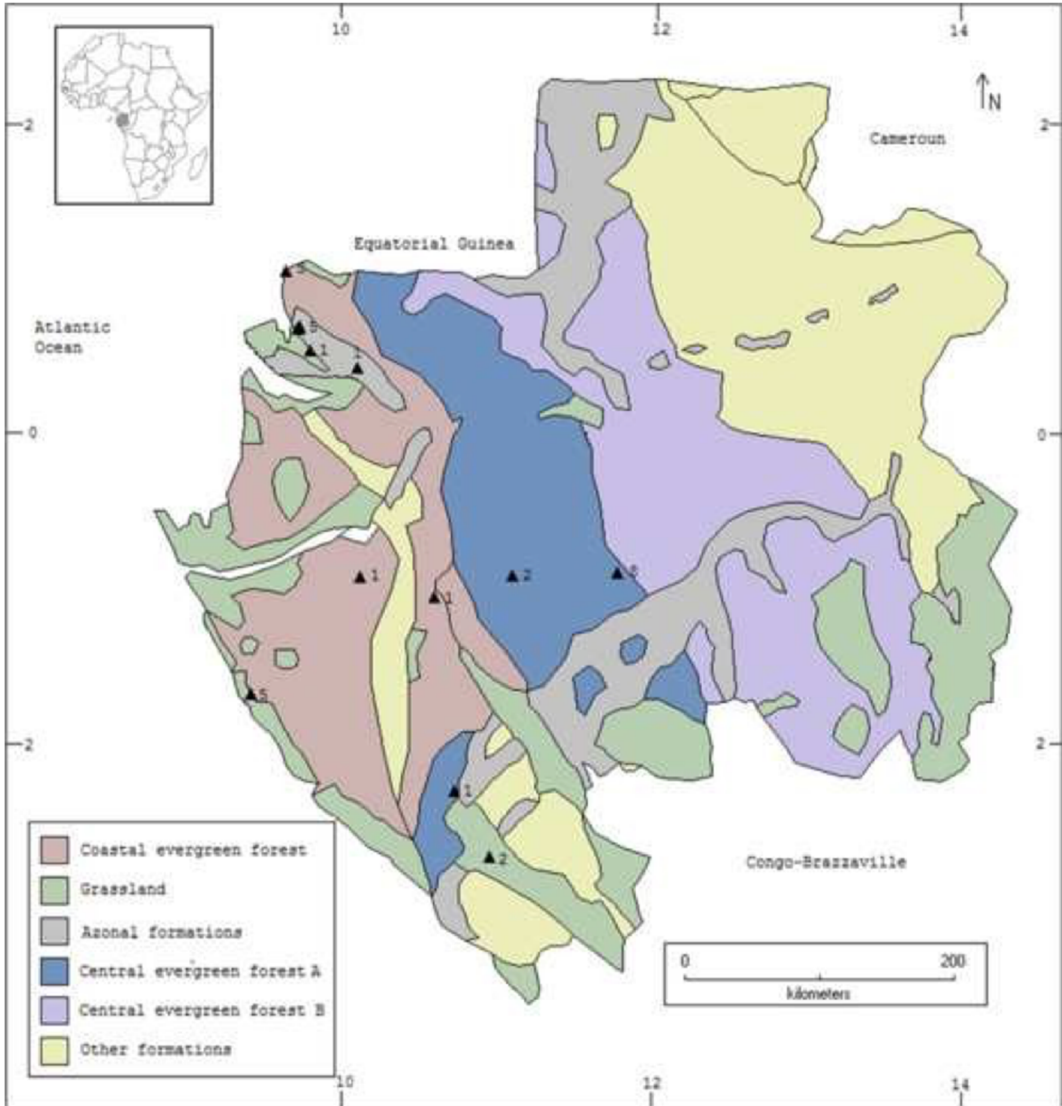 10 12 14
N
2 2
Cameroun
Equatorial Guinea
Atlantic
Ocean
1
1
0 0
1 2
1
5
2 2
1
2
Coastal evergreen forest
Grassland
Azonal formations
Central evergreen forest A
Central evergreen forest B
Other formations
Congo-Brazzaville
0 200
kilometers
10 12 14